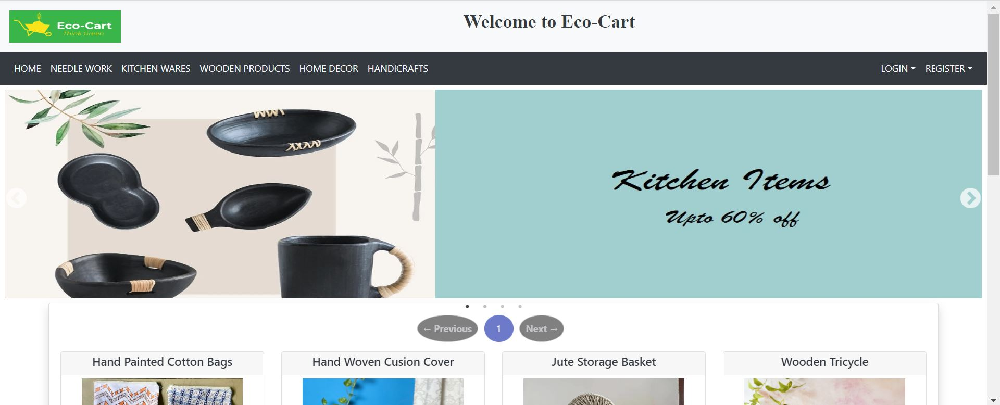 Eco-Cart
Think Green
Welcome to Eco-Cart
HOME NEEDLE WORK KITCHEN WARES WOODEN PRODUCTS HOME DECOR HANDICRAFTS LOGIN REGISTER
Kitchen Items
Upto 60% off
← Previous 1 Next →
Hand Painted Cotton Bags Hand Woven Cusion Cover Jute Storage Basket Wooden Tricycle